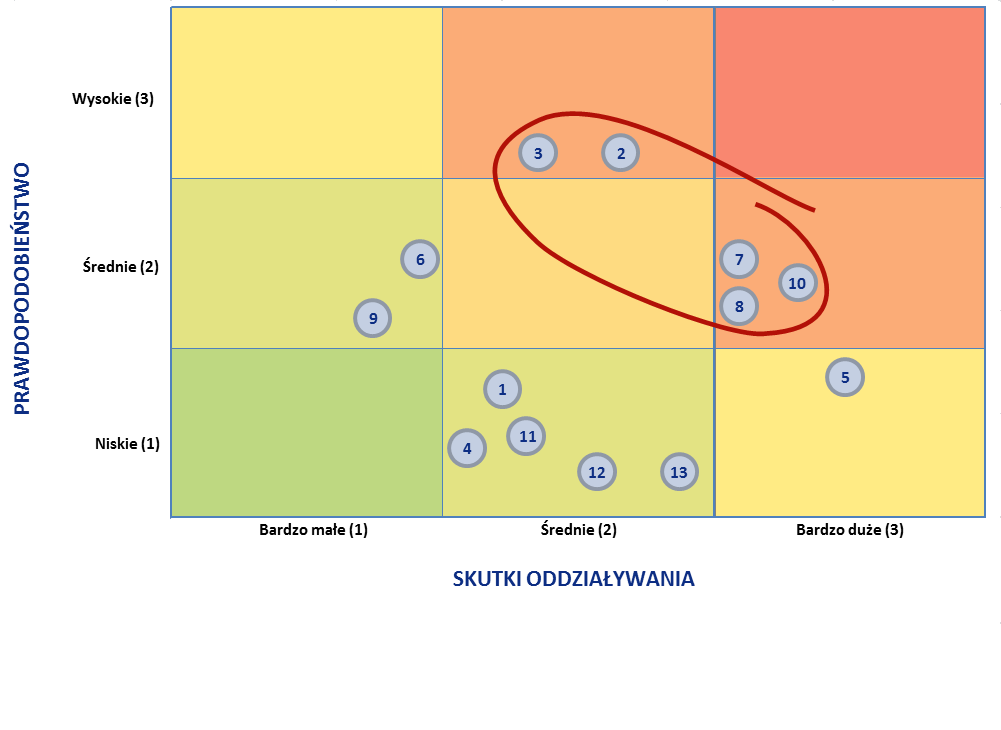 PRAWDOPODOBIEŃSTWO
Wysokie (3)
3 2
Średnie (2)
6 7
10
8
9
5
1
11
Niskie (1)
4
12 13
Bardzo małe (1) Średnie (2) Bardzo duże (3)
SKUTKI ODDZIAŁYWANIA